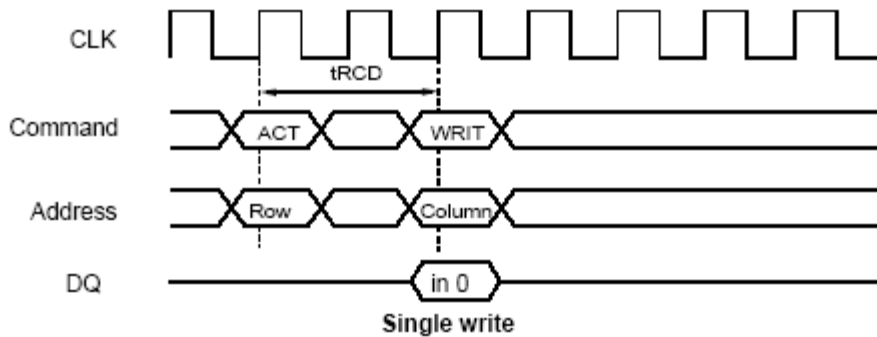 CLK
tRCD
Command ACT WRIT
Address Row Column
DQ in 0
Single write